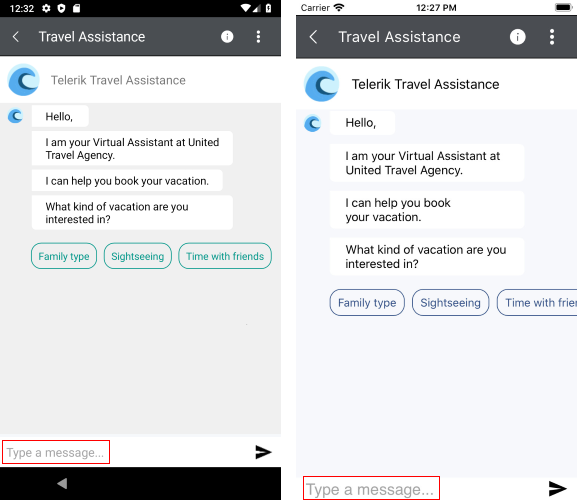 12:32
Travel Assistance
Telerik Travel Assistance
Hello,
I am your Virtual Assistant at United
Travel Agency.
I can help you book your vacation.
What kind of vacation are you
interested in?
Family type
Sightseeing
Time with friends
Type a message...
Carrier
12:27 PM
Travel Assistance
Telerik Travel Assistance
Hello,
I am your Virtual Assistant at
United Travel Agency.
I can help you book
your vacation.
What kind of vacation are you
interested in?
Family type
Sightseeing
Time with frien
Type a message...